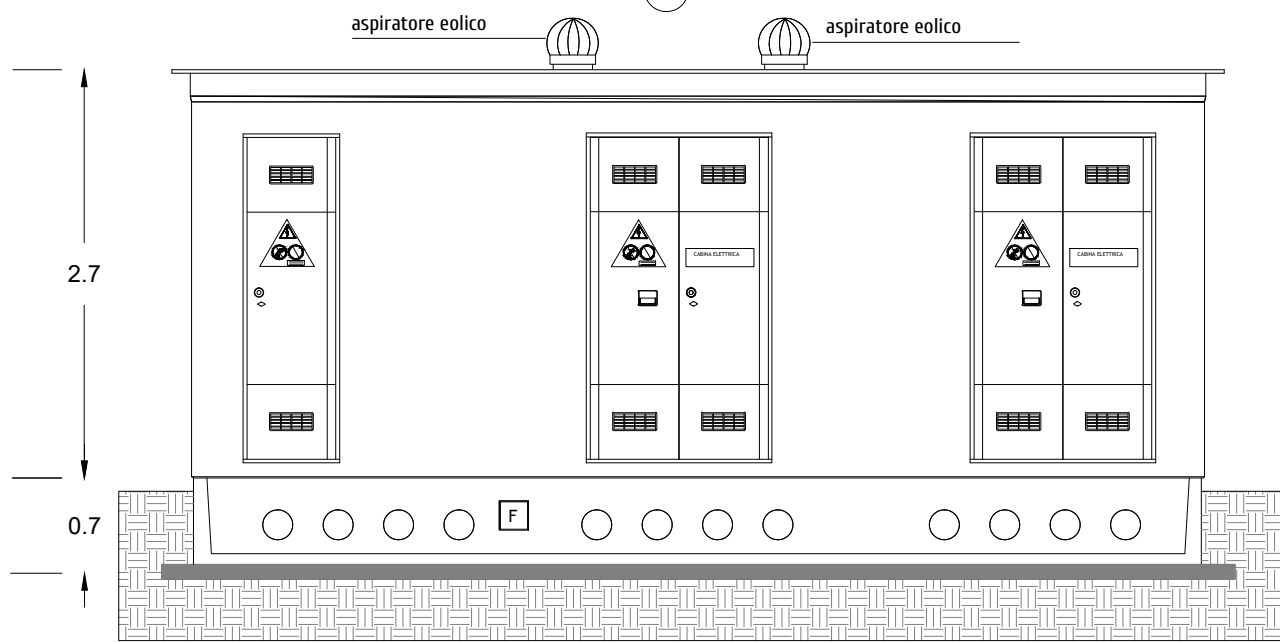 aspiratore eolico
aspiratore eolico
2.7
CABINA ELETTRICA
CABINA ELETTRICA
0.7
F